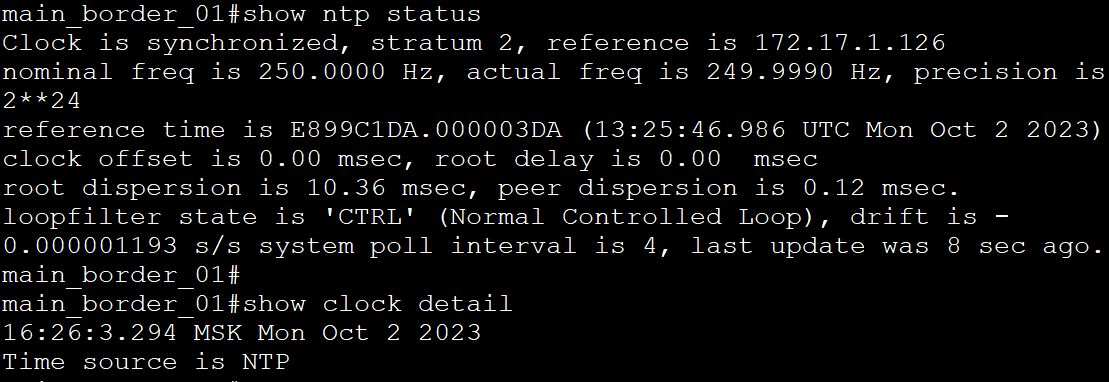 main_border_01#show ntp status
Clock is synchronized, stratum 2, reference is 172.17.1.126
nominal freq is 250.0000 Hz, actual freq is 249.9990 Hz, precision is
2**24
reference time is E899C1DA.000003DA (13:25:46.986 UTC Mon Oct 2 2023)
clock offset is 0.00 msec, root delay is 0.00  msec
root dispersion is 10.36 msec, peer dispersion is 0.12 msec.
loopfilter state is 'CTRL' (Normal Controlled Loop), drift is -
0.000001193 s/s system poll interval is 4, last update was 8 sec ago.
main_border_01#
main_border_01#show clock detail
16:26:3.294 MSK Mon Oct 2 2023
Time source is NTP